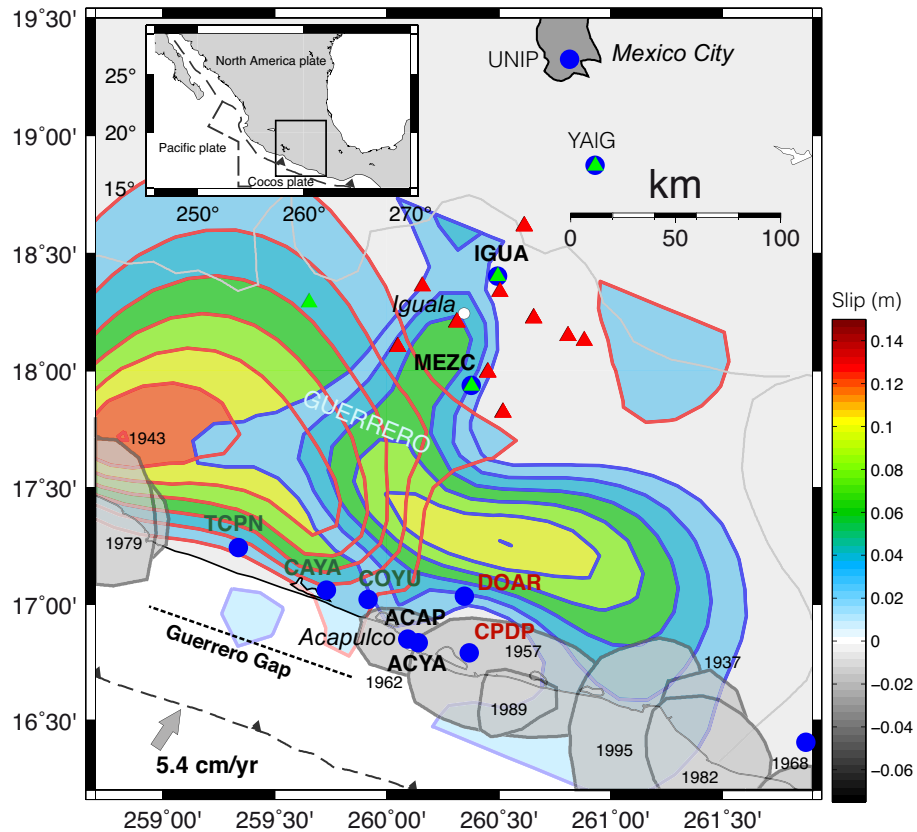 19°30'
19°00'
18°30'
18°00'
17°30'
17°00'
16°30'
259°00'
259°30'
260°00'
260°30'
261°00'
261°30'
25°
20°
15°
250°
260°
270°
North America plate
Pacific plate
Cocos plate
UNIP
Mexico City
YAIG
km
0
50
100
IGUA
Iguala
MEZC
GUERRERO
1943
1979
TCPN
CAYA
COYU
DOAR
ACAP
Acapulco
CPDP
ACYA
1957
Guerrero Gap
1962
1937
1989
1995
1968
1982
5.4 cm/yr
Slip (m)
0.14
0.12
0.10
0.08
0.06
0.04
0.02
0
−0.02
−0.04
−0.06